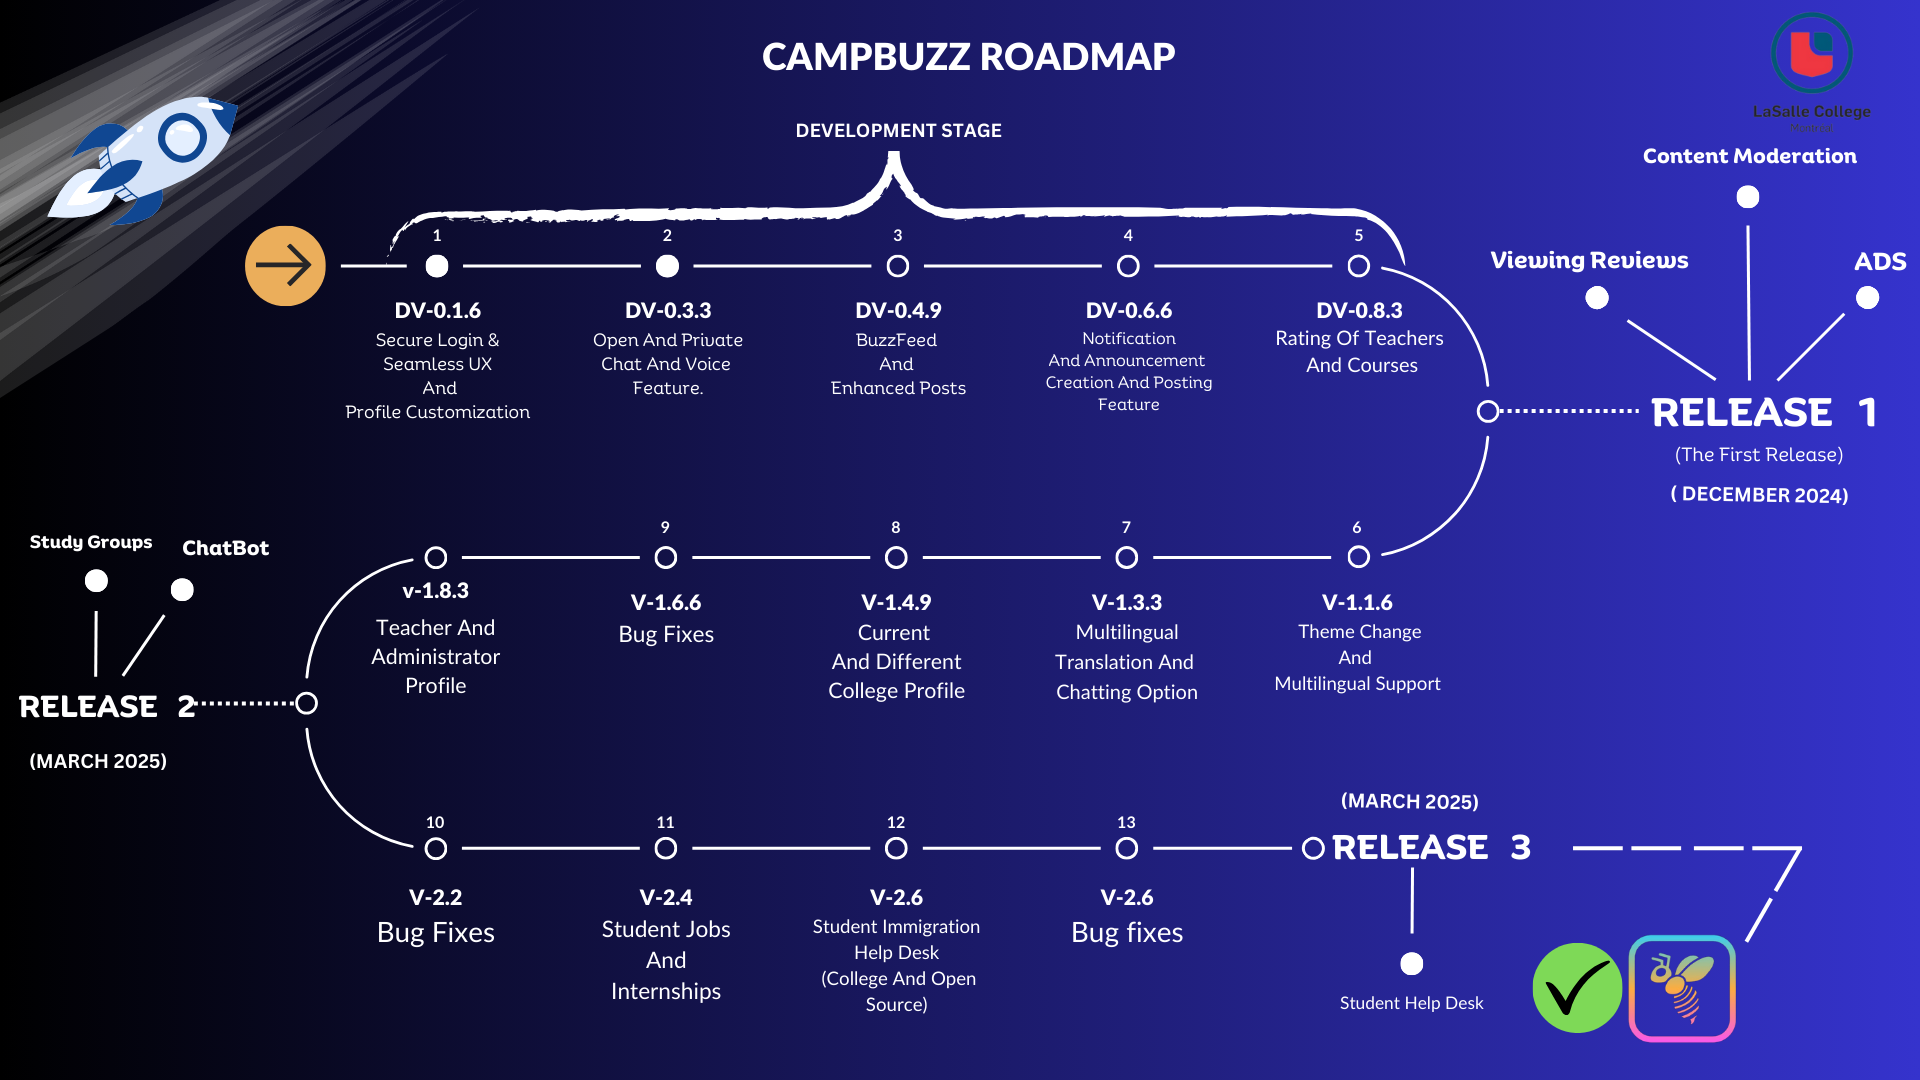 CAMPBUZZ ROADMAP
LaSalle College
DEVELOPMENT STAGE
Content Moderation
Viewing Reviews
ADS
1
2
3
4
5
DV-0.1.6
Secure Login &
Seamless UX
And
Profile Customization
DV-0.3.3
Open And Private
Chat And Voice
Feature.
DV-0.4.9
BuzzFeed
And
Enhanced Posts
DV-0.6.6
Notification
And Announcement
Creation And Posting
Feature
DV-0.8.3
Rating Of Teachers
And Courses
RELEASE 1
(The First Release)
( DECEMBER 2024)
6
V-1.1.6
Theme Change
And
Multilingual Support
7
V-1.3.3
Multilingual
Translation And
Chatting Option
8
V-1.4.9
Current
And Different
College Profile
9
V-1.6.6
Bug Fixes
v-1.8.3
Teacher And
Administrator
Profile
Study Groups
ChatBot
RELEASE 2
(MARCH 2025)
10
V-2.2
Bug Fixes
11
V-2.4
Student Jobs
And
Internships
12
V-2.6
Student Immigration
Help Desk
(College And Open
Source)
13
V-2.6
Bug fixes
(MARCH 2025)
RELEASE 3
Student Help Desk